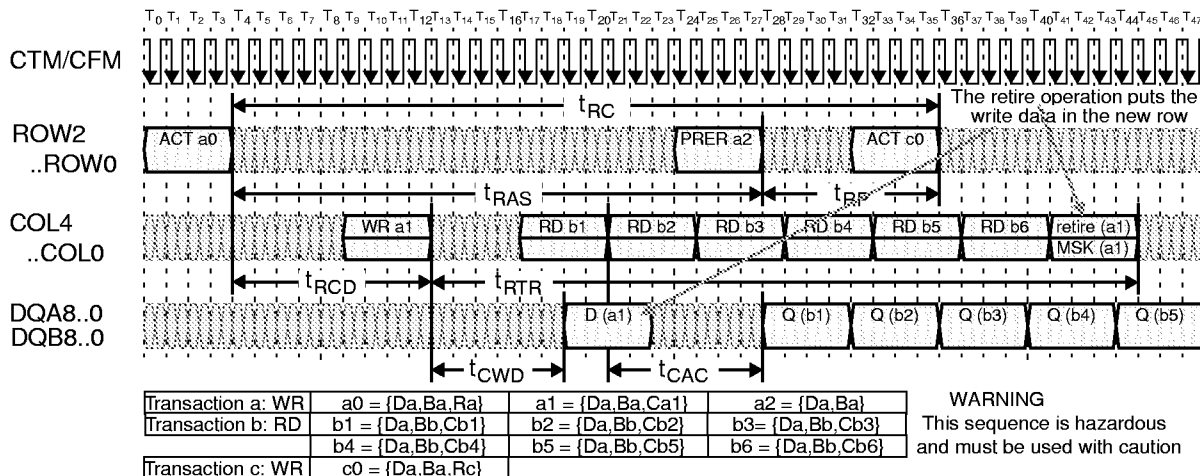 T0 T1 T2 T3 T4 T5 T6 T7 T8 T9 T10 T11 T12 T13 T14 T15 T16 T17 T18 T19 T20 T21 T22 T23 T24 T25 T26 T27 T28 T29 T30 T31 T32 T33 T34 T35 T36 T37 T38 T39 T40 T41 T42 T43 T44 T45 T46 T47
CTM/CFM
tRC
The retire operation puts the
write data in the new row
ROW2
..ROW0
ACT a0
PRER a2
ACT c0
tRAS
tRP
COL4
..COL0
WR a1
RD b1
RD b2
RD b3
RD b4
RD b5
RD b6
retire (a1)
MSK (a1)
tRCD
tRTR
DQA8..0
DQB8..0
D (a1)
Q (b1)
Q (b2)
Q (b3)
Q (b4)
Q (b5)
tCWD
tCAC
Transaction a: WR a0 = {Da,Ba,Ra} a1 = {Da,Ba,Ca1} a2 = {Da,Ba}
Transaction b: RD b1 = {Da,Bb,Cb1} b2 = {Da,Bb,Cb2} b3= {Da,Bb,Cb3}
b4 = {Da,Bb,Cb4} b5 = {Da,Bb,Cb5} b6 = {Da,Bb,Cb6}
Transaction c: WR c0 = {Da,Ba,Rc}
WARNING
This sequence is hazardous
and must be used with caution